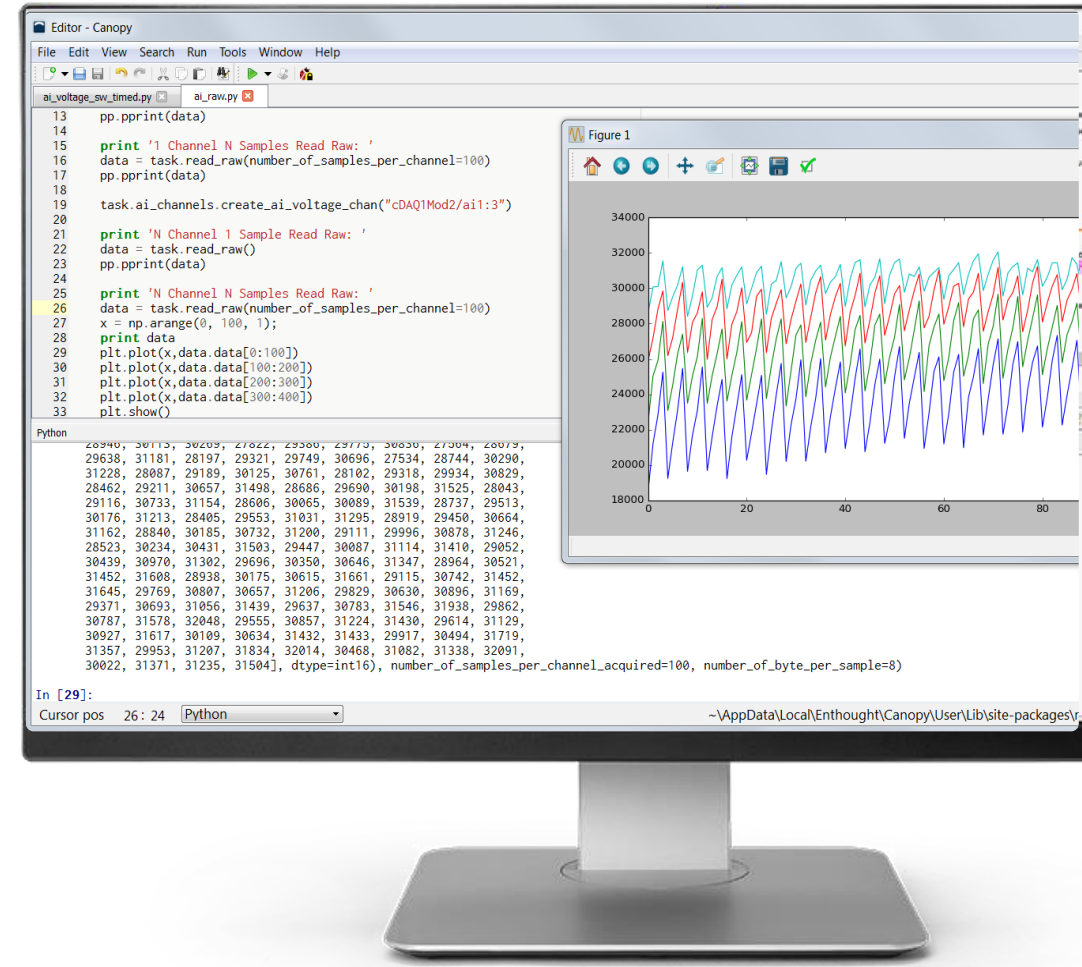 Editor - Canopy
File Edit View Search Run Tools Window Help
ai_voltage_sw_timed.py
ai_raw.py
13 pp.pprint(data)
14
15 print '1 Channel N Samples Read Raw: '
16 data = task.read_raw(number_of_samples_per_channel=100)
17 pp.pprint(data)
18
19 task.ai_channels.create_ai_voltage_chan("cDAQ1Mod2/ai1:3")
20
21 print 'N Channel 1 Sample Read Raw: '
22 data = task.read_raw()
23 pp.pprint(data)
24
25 print 'N Channel N Samples Read Raw: '
26 data = task.read_raw(number_of_samples_per_channel=100)
27 x = np.arange(0, 100, 1);
28 print data
29 plt.plot(x,data.data[0:100])
30 plt.plot(x,data.data[100:200])
31 plt.plot(x,data.data[200:300])
32 plt.plot(x,data.data[300:400])
33 plt.show()
Figure 1
34000
32000
30000
28000
26000
24000
22000
20000
18000
0 20 40 60 80
Python
28946, 30113, 30269, 27822, 29386, 29775, 30836, 27564, 28679,
29638, 31181, 28197, 29321, 29749, 30696, 27534, 28744, 30290,
31228, 28087, 29189, 30125, 30761, 28102, 29318, 29934, 30829,
28462, 29211, 30657, 31498, 28686, 29690, 30198, 31525, 28043,
29116, 30733, 31154, 28606, 30065, 30089, 31539, 28737, 29513,
30176, 31213, 28405, 29553, 31031, 31295, 28919, 29450, 30664,
31162, 28840, 30185, 30732, 31200, 29111, 29996, 30878, 31246,
28523, 30234, 30431, 31503, 29447, 30087, 31114, 31410, 29052,
30439, 30970, 31302, 29696, 30350, 30646, 31347, 28964, 30521,
31452, 31608, 28938, 30175, 30615, 31661, 29115, 30742, 31452,
31645, 29769, 30807, 30657, 31206, 29829, 30630, 30896, 31169,
29371, 30693, 31056, 31439, 29637, 30783, 31546, 31938, 29862,
30787, 31578, 32048, 29555, 30857, 31224, 31430, 29614, 31129,
30927, 31617, 30109, 30634, 31432, 31433, 29917, 30494, 31719,
31357, 29953, 31207, 31834, 32014, 30468, 31082, 31338, 32091,
30022, 31371, 31235, 31504], dtype=int16), number_of_samples_per_channel_acquired=100, number_of_byte_per_sample=8)
In [29]:
Cursor pos 26: 24 Python ~\AppData\Local\Enthought\Canopy\User\Lib\site-packages\